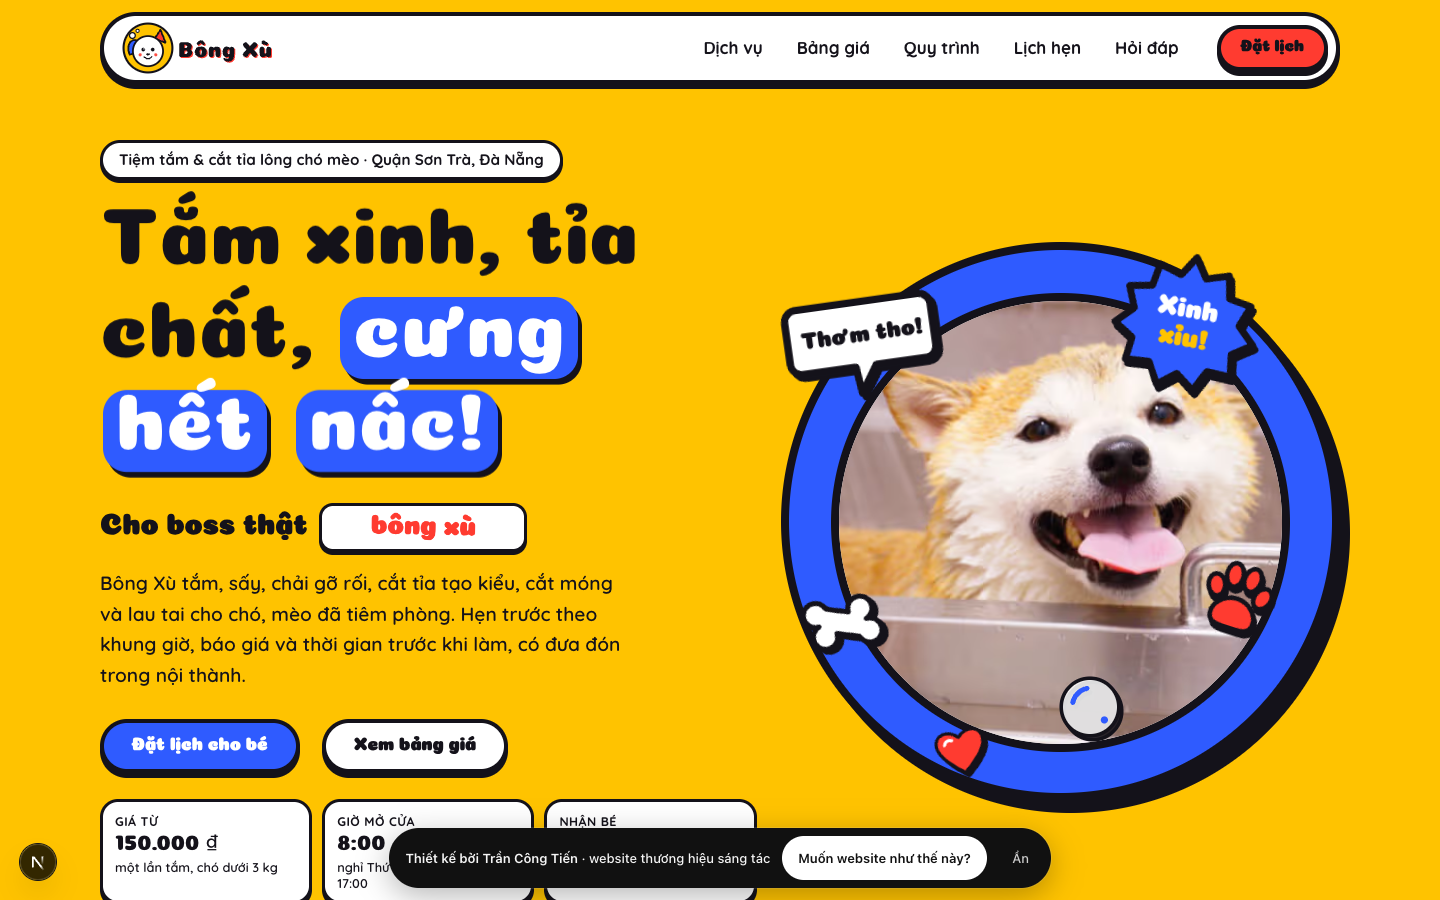 Bông Xù
Dịch vụ
Bảng giá
Quy trình
Lịch hẹn
Hỏi đáp
Đặt lịch
Tiệm tắm & cắt tỉa lông chó mèo · Quận Sơn Trà, Đà Nẵng
Tắm xinh, tỉa
chất, cưng
hết nấc!
Thơm tho!
Xinh
xỉu!
Cho boss thật bông xù
Bông Xù tắm, sấy, chải gỡ rối, cắt tỉa tạo kiểu, cắt móng
và lau tai cho chó, mèo đã tiêm phòng. Hẹn trước theo
khung giờ, báo giá và thời gian trước khi làm, có đưa đón
trong nội thành.
Đặt lịch cho bé
Xem bảng giá
GIÁ TỪ
150.000 ₫
một lần tắm, chó dưới 3 kg
GIỜ MỞ CỬA
8:00
nghỉ Thứ
17:00
NHẬN BÉ
Thiết kế bởi Trần Công Tiến · website thương hiệu sáng tác
Muốn website như thế này?
Ẩn
N